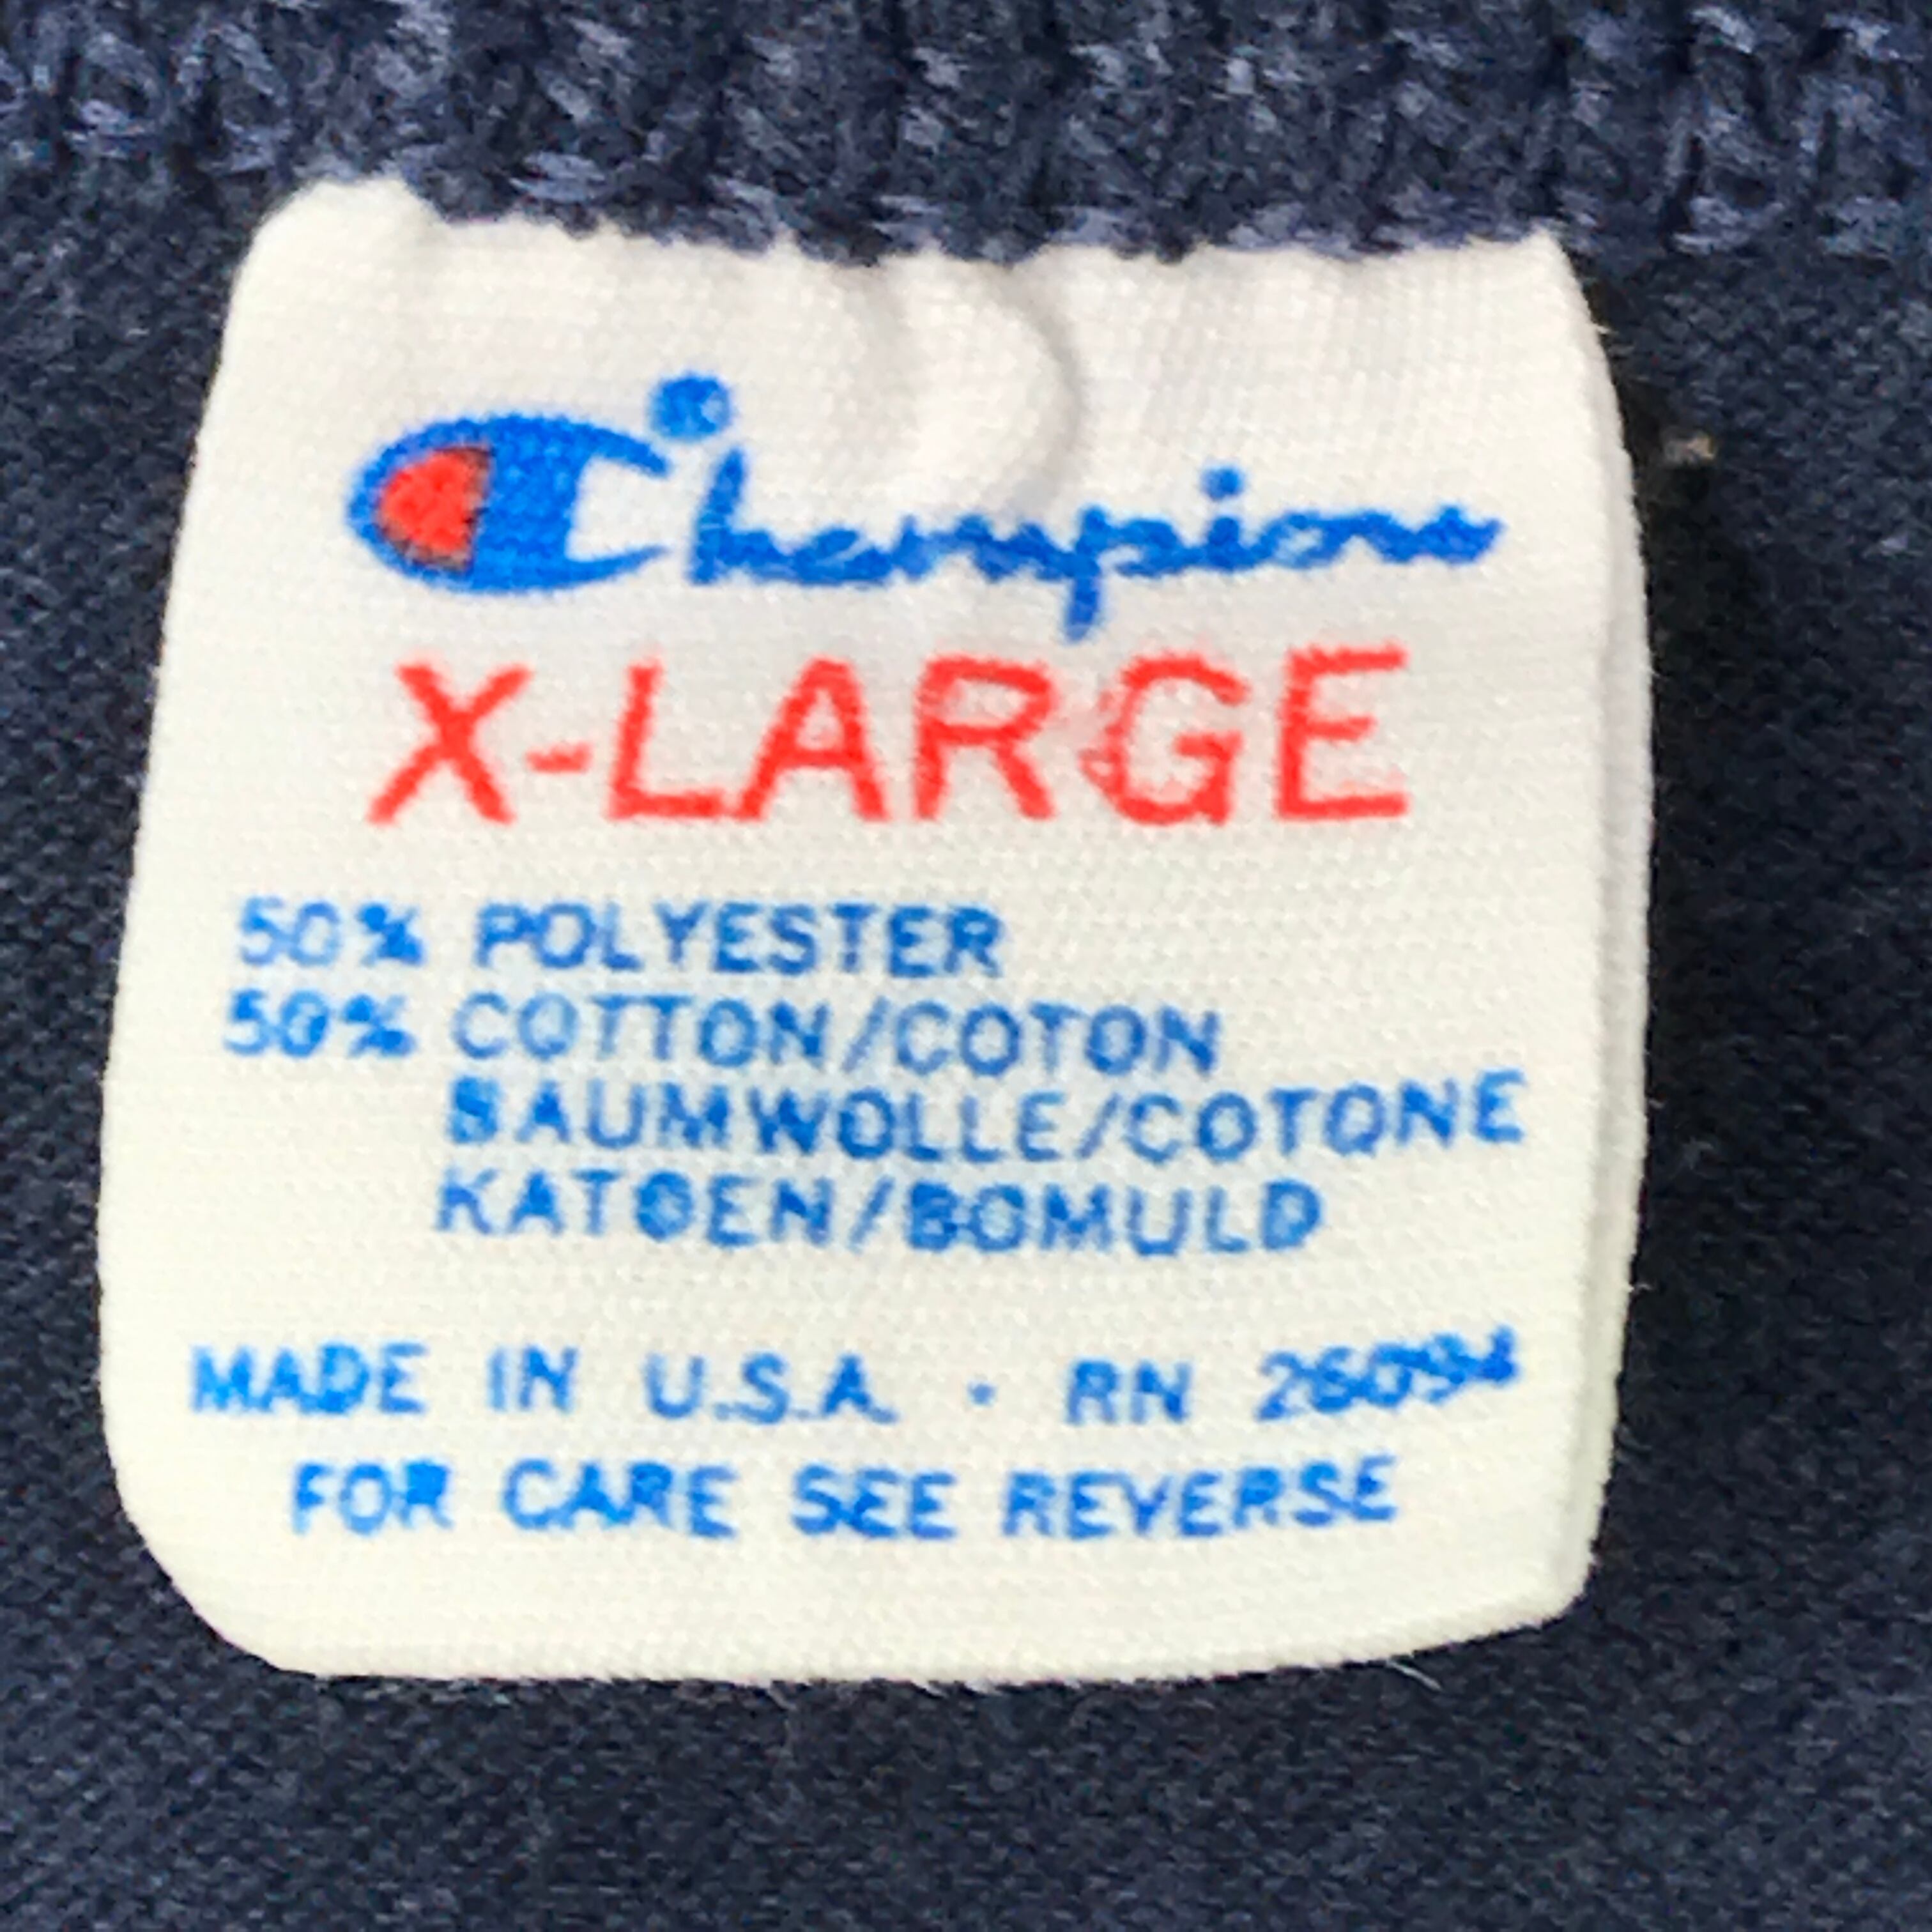 Champion®
X-LARGE
50% POLYESTER
50% COTTON/COTON
BAUMWOLLE/COTONE
KATOEN/BOMULD
MADE IN U.S.A. · RN 26094
FOR CARE SEE REVERSE